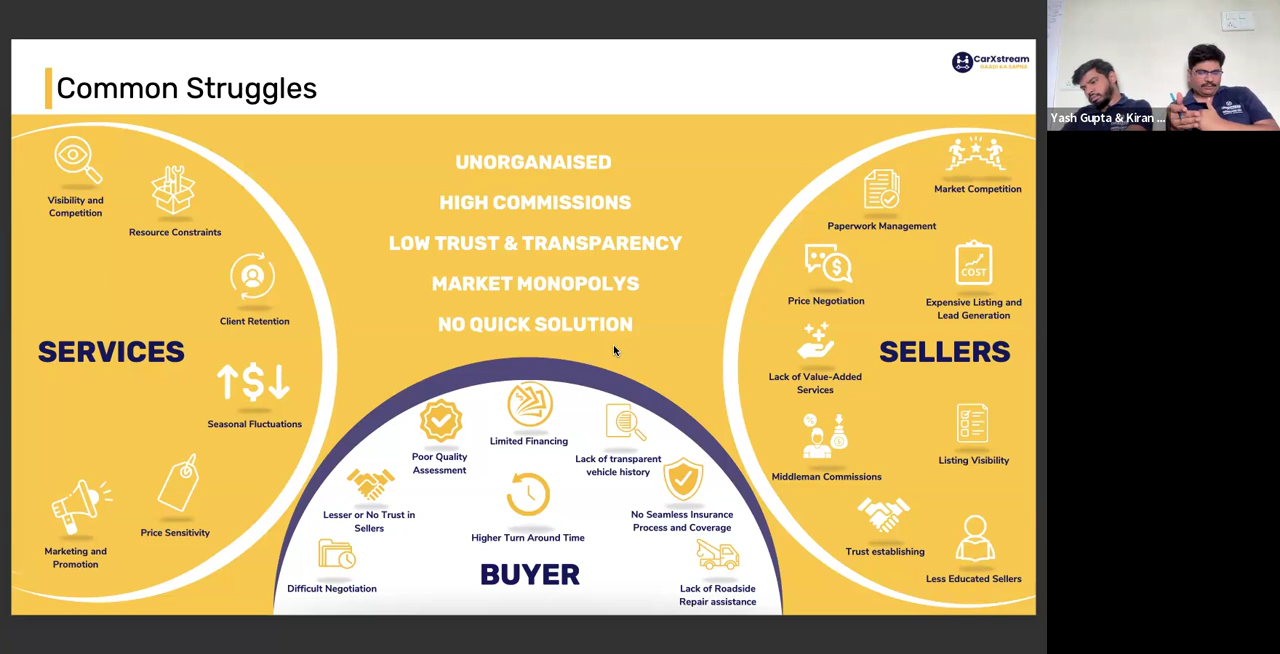 Common Struggles
CarXstream
Yash Gupta & Kiran ...
UNORGANAISED
HIGH COMMISSIONS
LOW TRUST & TRANSPARENCY
MARKET MONOPOLYS
NO QUICK SOLUTION
Visibility and
Competition
Resource Constraints
Client Retention
SERVICES
Seasonal Fluctuations
Price Sensitivity
Marketing and
Promotion
Limited Financing
Poor Quality
Assessment
Lack of transparent
vehicle history
Lesser or No Trust in
Sellers
Higher Turn Around Time
No Seamless Insurance
Process and Coverage
Difficult Negotiation
BUYER
Lack of Roadside
Repair assistance
Market Competition
Paperwork Management
Price Negotiation
COST
Expensive Listing and
Lead Generation
SELLERS
Lack of Value-Added
Services
Listing Visibility
Middleman Commissions
Trust establishing
Less Educated Sellers